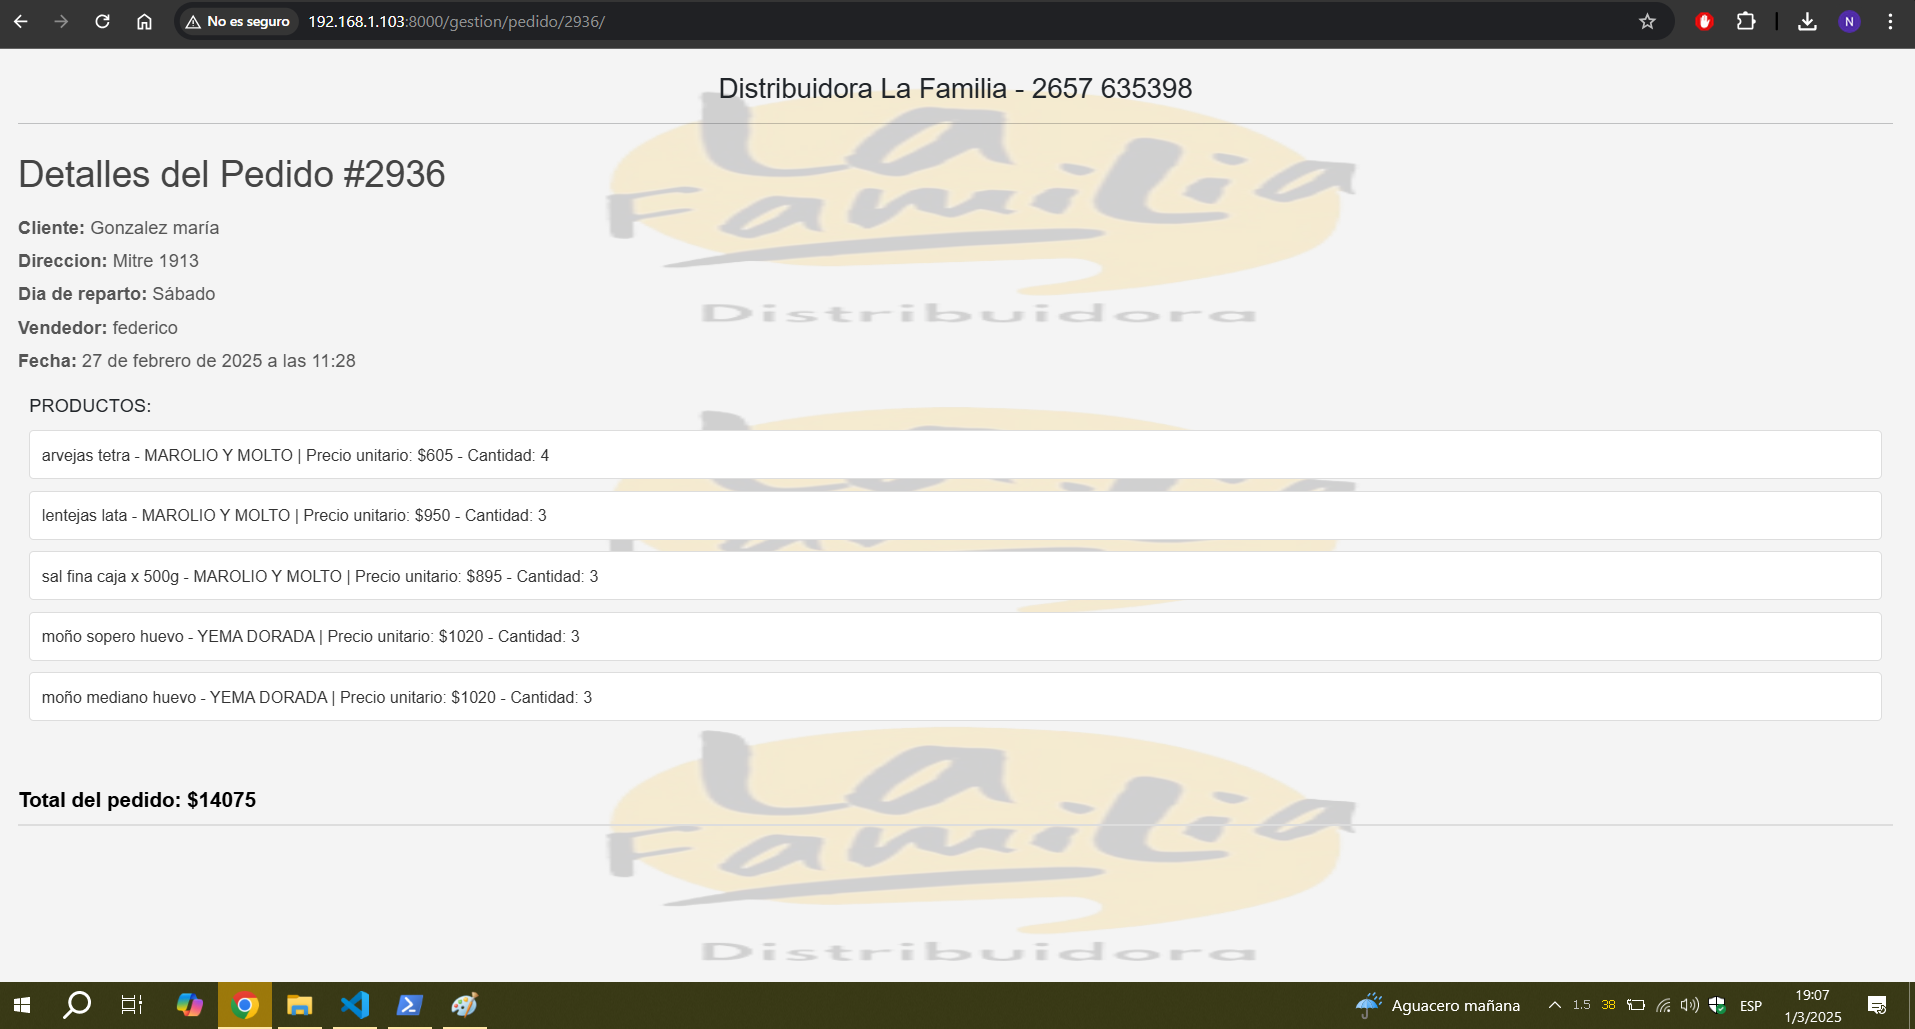 No es seguro 192.168.1.103:8000/gestion/pedido/2936/ N
Distribuidora La Familia - 2657 635398
La
Familia
Distribuidora
Detalles del Pedido #2936
Cliente: Gonzalez maría
Direccion: Mitre 1913
Dia de reparto: Sábado
Vendedor: federico
Fecha: 27 de febrero de 2025 a las 11:28
PRODUCTOS:
arvejas tetra - MAROLIO Y MOLTO | Precio unitario: $605 - Cantidad: 4
lentejas lata - MAROLIO Y MOLTO | Precio unitario: $950 - Cantidad: 3
sal fina caja x 500g - MAROLIO Y MOLTO | Precio unitario: $895 - Cantidad: 3
moño sopero huevo - YEMA DORADA | Precio unitario: $1020 - Cantidad: 3
moño mediano huevo - YEMA DORADA | Precio unitario: $1020 - Cantidad: 3
La
Familia
Total del pedido: $14075
Distribuidora
Aguacero mañana 1.5 38 ESP 19:07
1/3/2025